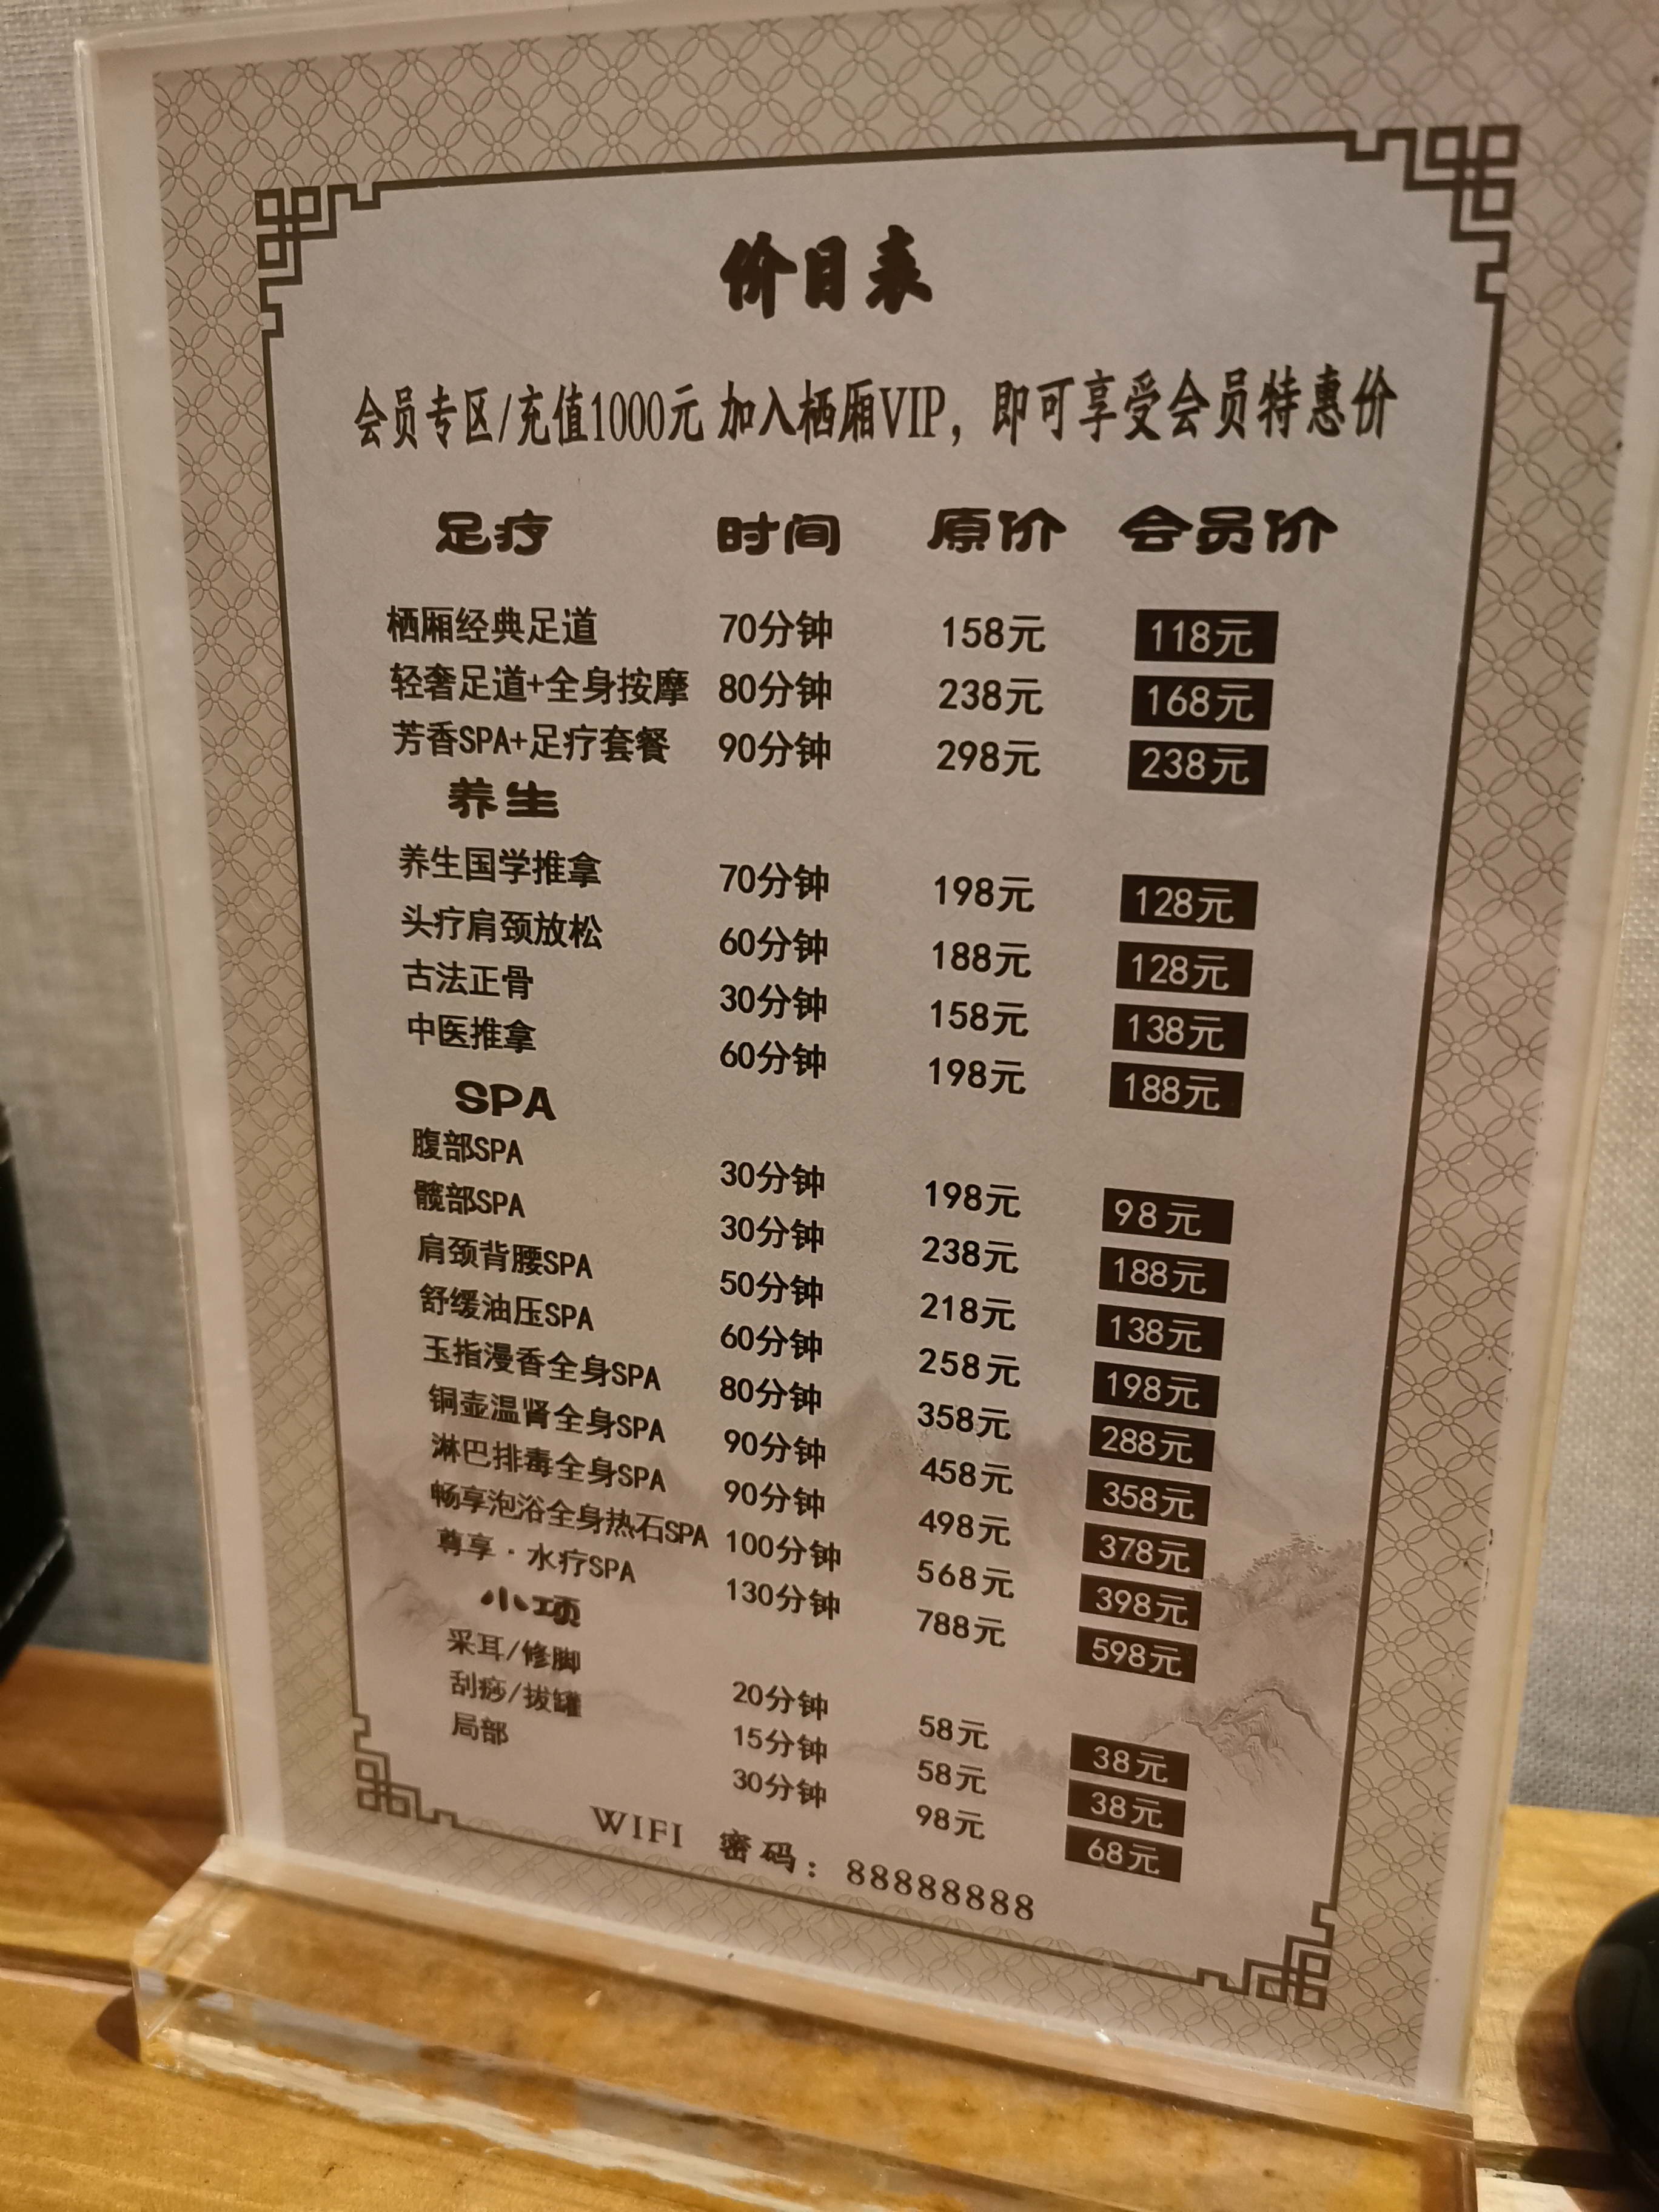 价目表
会员专区/充值1000元 加入栖厢VIP，即可享受会员特惠价
足疗 时间 原价 会员价
栖厢经典足道 70分钟 158元 118元
轻奢足道+全身按摩 80分钟 238元 168元
芳香SPA+足疗套餐 90分钟 298元 238元
养生
养生国学推拿 70分钟 198元 128元
头疗肩颈放松 60分钟 188元 128元
古法正骨 30分钟 158元 138元
中医推拿 60分钟 198元 188元
SPA
腹部SPA 30分钟 198元 98元
髋部SPA 30分钟 238元 188元
肩颈背腰SPA 50分钟 218元 138元
舒缓油压SPA 60分钟 258元 198元
玉指漫香全身SPA 80分钟 358元 288元
铜壶温肾全身SPA 90分钟 458元 358元
淋巴排毒全身SPA 90分钟 498元 378元
畅享泡浴全身热石SPA 100分钟 568元 398元
尊享·水疗SPA 130分钟 788元 598元
小项
采耳/修脚 20分钟 58元 38元
刮痧/拔罐 15分钟 58元 38元
局部 30分钟 98元 68元
WIFI 密码：88888888